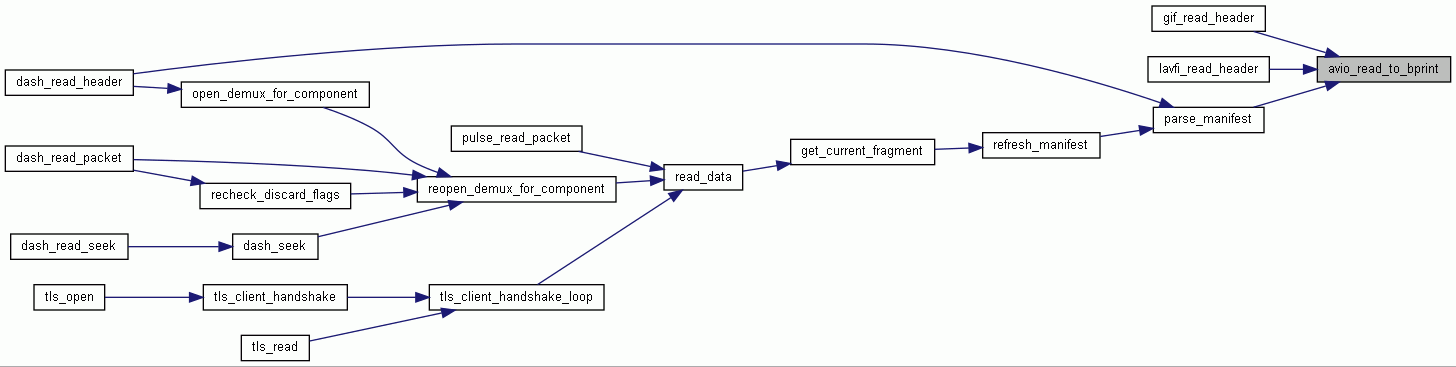 gif_read_header
lavfi_read_header
avio_read_to_bprint
dash_read_header
open_demux_for_component
parse_manifest
pulse_read_packet
refresh_manifest
get_current_fragment
dash_read_packet
read_data
reopen_demux_for_component
recheck_discard_flags
dash_read_seek
dash_seek
tls_open
tls_client_handshake
tls_client_handshake_loop
tls_read